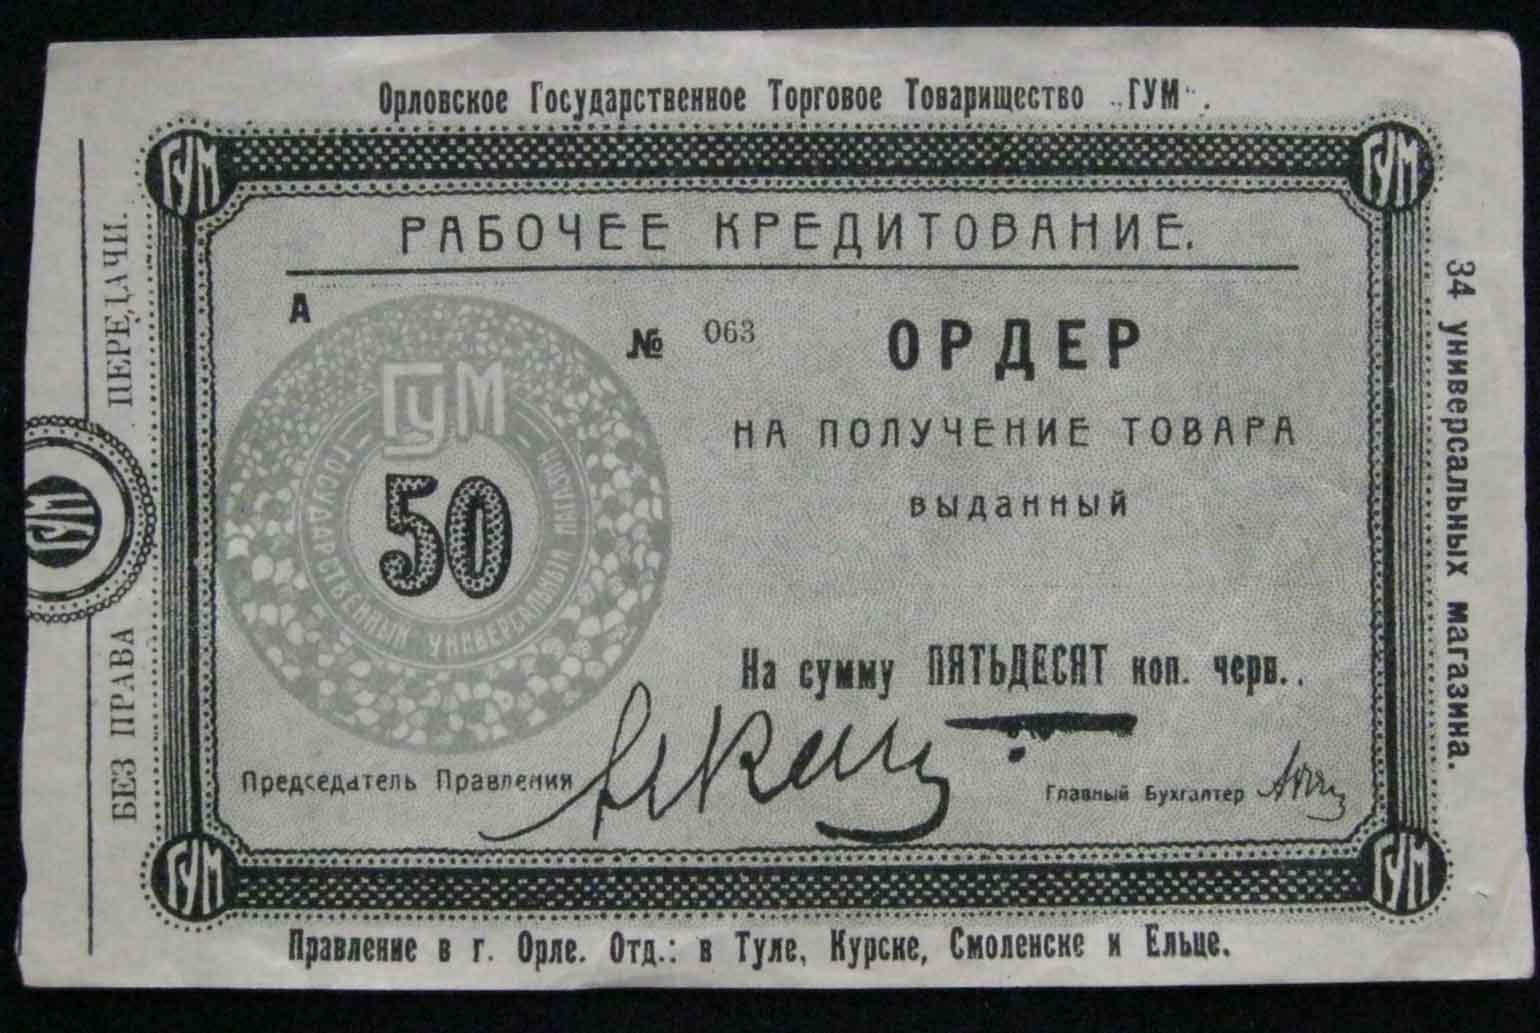 Орловское Государственное Торговое Товарищество „ГУМ".
ГУМ
ГУМ
РАБОЧЕЕ КРЕДИТОВАНИЕ.
А
№ 063
ОРДЕР
НА ПОЛУЧЕНИЕ ТОВАРА
выданный
ГУМ
ГОСУДАРСТВЕННЫЙ УНИВЕРСАЛЬНЫЙ МАГАЗИН
50
На сумму ПЯТЬДЕСЯТ коп. черв..
Председатель Правления
Главный Бухгалтер
ГУМ
ГУМ
Правление в г. Орле. Отд.: в Туле, Курске, Смоленске и Ельце.
БЕЗ ПРАВА ПЕРЕДАЧИ.
ГУМ
34 универсальных магазина.